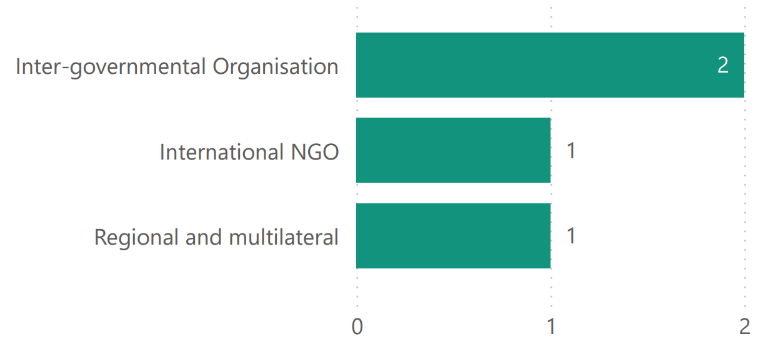 Inter-governmental Organisation 2
International NGO 1
Regional and multilateral 1
0 1 2